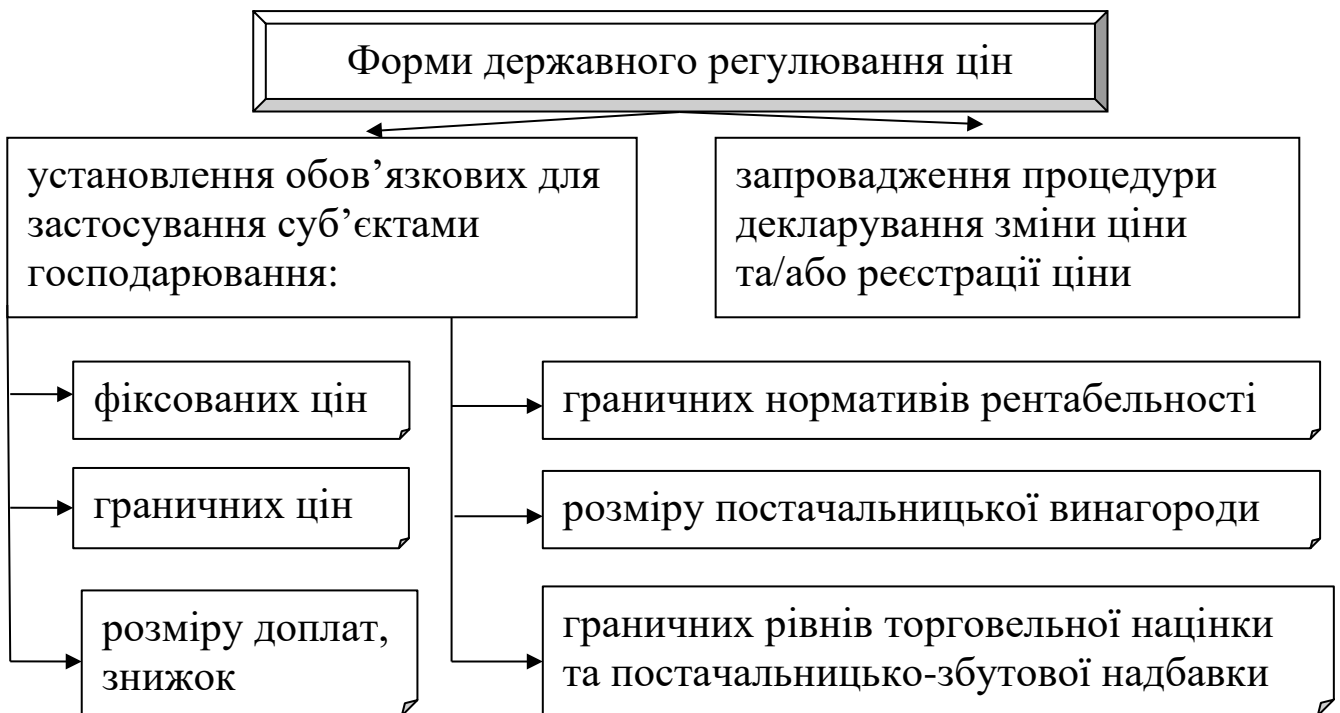 Форми державного регулювання цін
установлення обов’язкових для
застосування суб’єктами
господарювання:
запровадження процедури
декларування зміни ціни
та/або реєстрації ціни
фіксованих цін
граничних цін
розміру доплат,
знижок
граничних нормативів рентабельності
розміру постачальницької винагороди
граничних рівнів торговельної націнки
та постачальницько-збутової надбавки